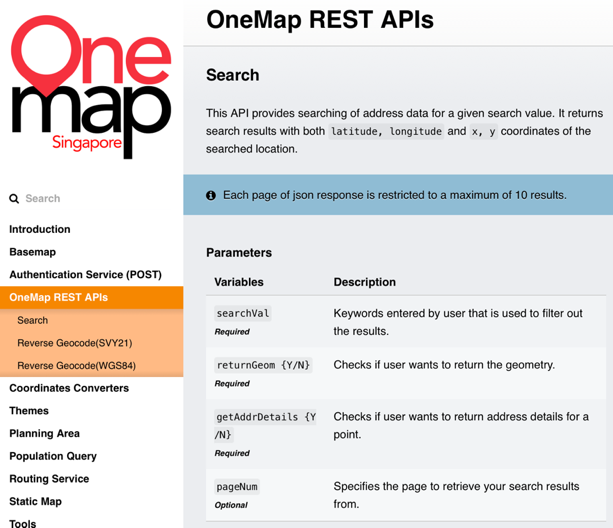 One
map
Singapore
Search
Introduction
Basemap
Authentication Service (POST)
OneMap REST APIs
Search
Reverse Geocode(SVY21)
Reverse Geocode(WGS84)
Coordinates Converters
Themes
Planning Area
Population Query
Routing Service
Static Map
Tools
OneMap REST APIs
Search
This API provides searching of address data for a given search value. It returns
search results with both latitude, longitude and x, y coordinates of the
searched location.
Each page of json response is restricted to a maximum of 10 results.
Parameters
Variables Description
searchVal Keywords entered by user that is used to filter out
Required the results.
returnGeom {Y/N} Checks if user wants to return the geometry.
Required
getAddrDetails {Y Checks if user wants to return address details for a
/N} point.
Required
pageNum Specifies the page to retrieve your search results
Optional from.